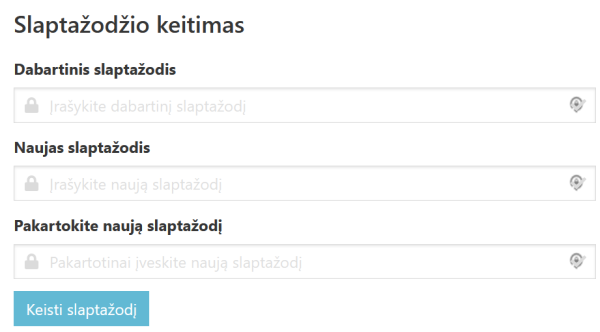 Slaptažodžio keitimas
Dabartinis slaptažodis
Įrašykite dabartinį slaptažodį
Naujas slaptažodis
Įrašykite naują slaptažodį
Pakartokite naują slaptažodį
Pakartotinai įveskite naują slaptažodį
Keisti slaptažodį